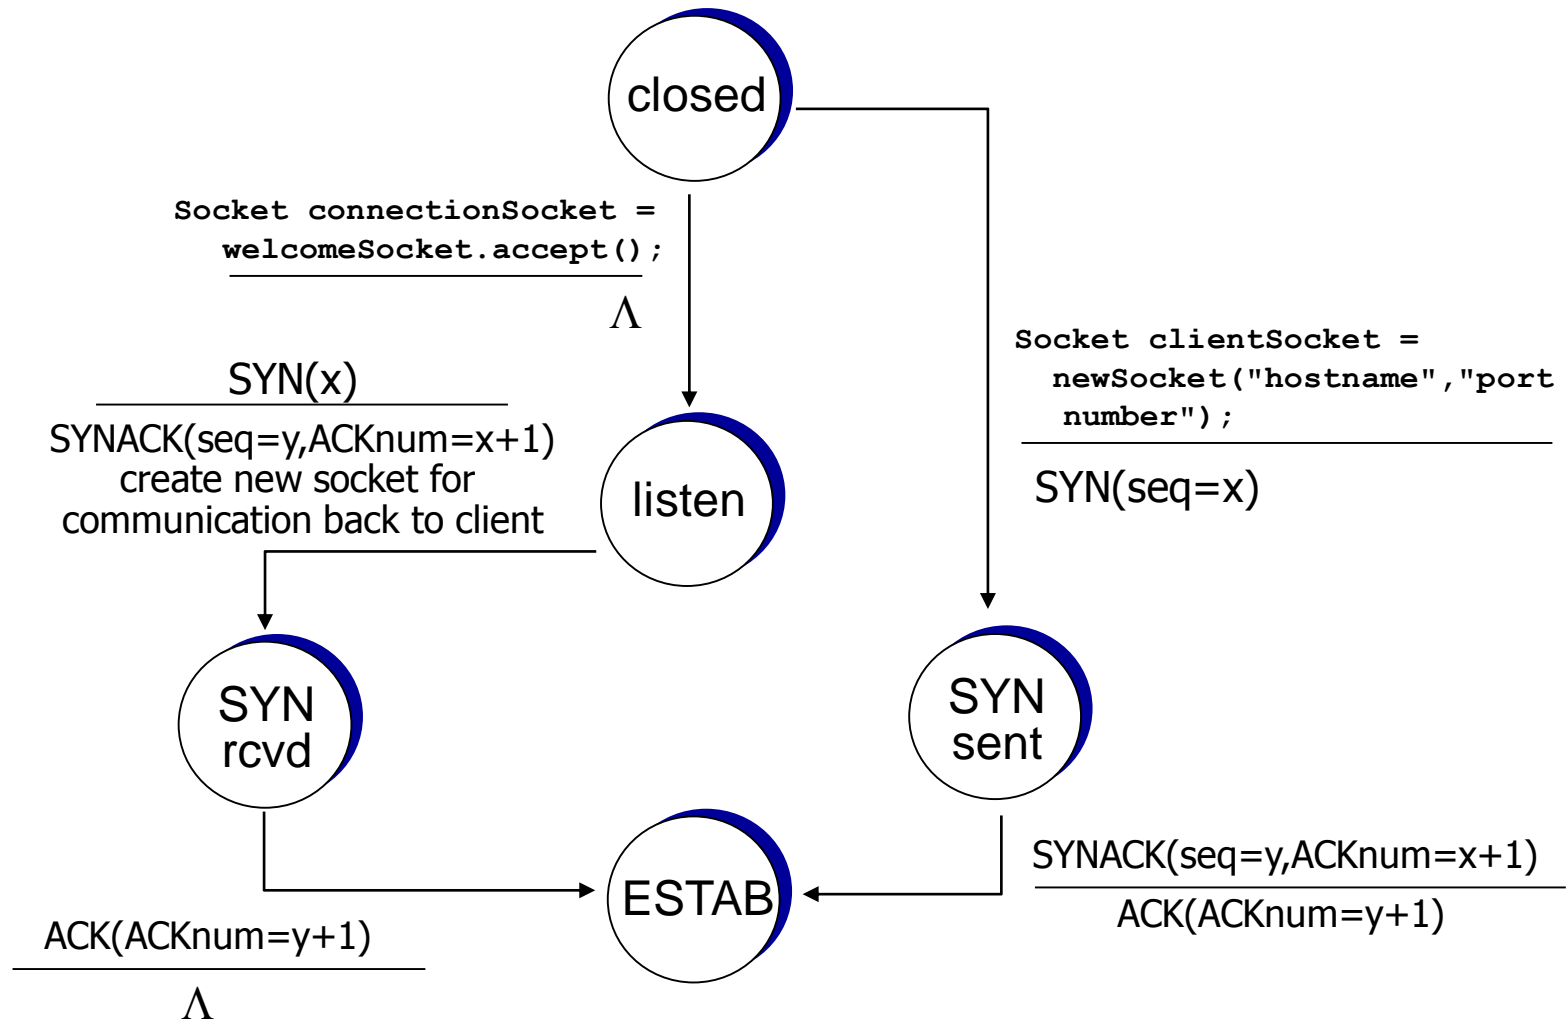 closed
Socket connectionSocket =
welcomeSocket.accept();
Λ
Socket clientSocket =
newSocket("hostname","port
number");
SYN(seq=x)
SYN(x)
SYNACK(seq=y,ACKnum=x+1)
create new socket for
communication back to client
listen
SYN
rcvd
SYN
sent
ESTAB
SYNACK(seq=y,ACKnum=x+1)
ACK(ACKnum=y+1)
ACK(ACKnum=y+1)
Λ